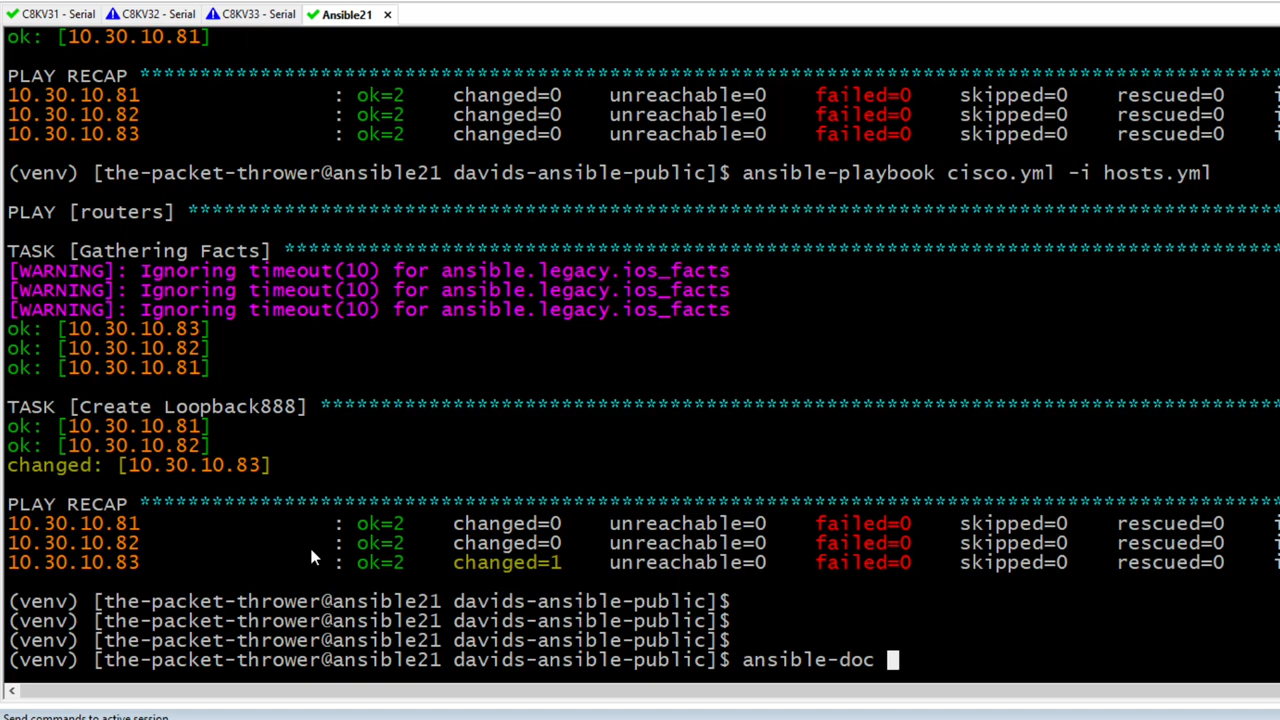 C8KV31 - Serial C8KV32 - Serial C8KV33 - Serial Ansible21 ×
ok: [10.30.10.81]
PLAY RECAP ****************************************************************************************
10.30.10.81 : ok=2 changed=0 unreachable=0 failed=0 skipped=0 rescued=0 i
10.30.10.82 : ok=2 changed=0 unreachable=0 failed=0 skipped=0 rescued=0 i
10.30.10.83 : ok=2 changed=0 unreachable=0 failed=0 skipped=0 rescued=0 i
(venv) [the-packet-thrower@ansible21 davids-ansible-public]$ ansible-playbook cisco.yml -i hosts.yml
PLAY [routers] *******************************************************************************************
TASK [Gathering Facts] ***********************************************************************************
[WARNING]: Ignoring timeout(10) for ansible.legacy.ios_facts
[WARNING]: Ignoring timeout(10) for ansible.legacy.ios_facts
[WARNING]: Ignoring timeout(10) for ansible.legacy.ios_facts
ok: [10.30.10.83]
ok: [10.30.10.82]
ok: [10.30.10.81]
TASK [Create Loopback888] ********************************************************************************
ok: [10.30.10.81]
ok: [10.30.10.82]
changed: [10.30.10.83]
PLAY RECAP ***********************************************************************************************
10.30.10.81 : ok=2 changed=0 unreachable=0 failed=0 skipped=0 rescued=0 i
10.30.10.82 : ok=2 changed=0 unreachable=0 failed=0 skipped=0 rescued=0 i
10.30.10.83 : ok=2 changed=1 unreachable=0 failed=0 skipped=0 rescued=0 i
(venv) [the-packet-thrower@ansible21 davids-ansible-public]$
(venv) [the-packet-thrower@ansible21 davids-ansible-public]$
(venv) [the-packet-thrower@ansible21 davids-ansible-public]$
(venv) [the-packet-thrower@ansible21 davids-ansible-public]$ ansible-doc
Send commands to active session